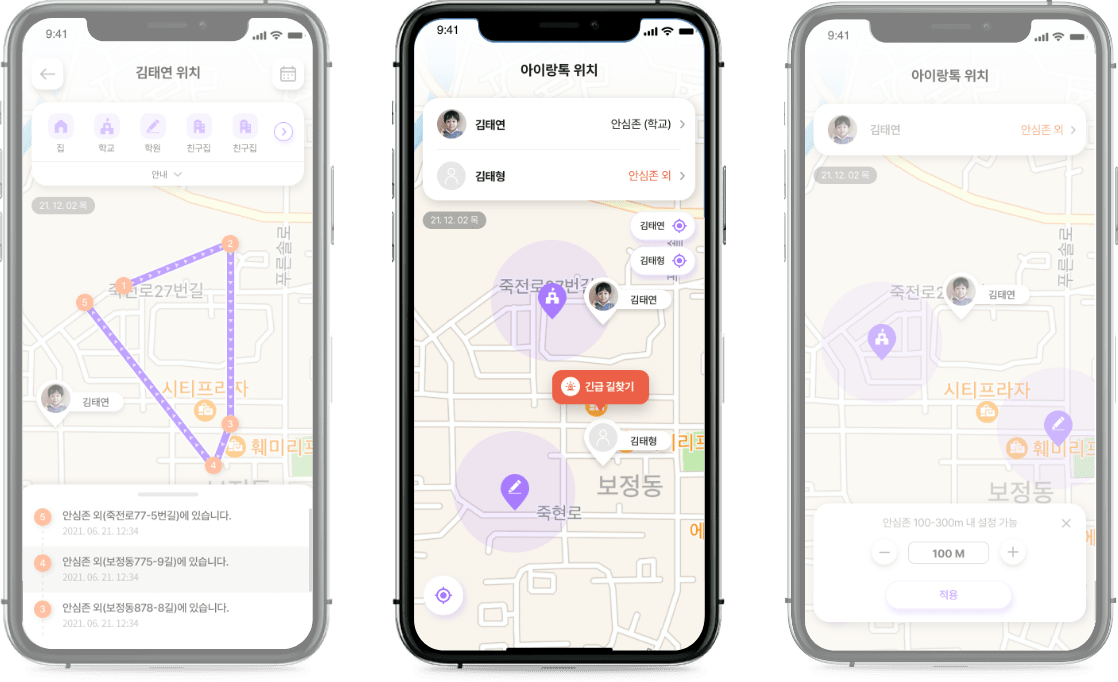 9:41
김태연 위치
집
학교
학원
친구집
친구집
안내
21. 12. 02 목
푸른솔로
2
1
죽전로27번길
5
시티프라자
김태연
3
훼미리프
4
보정동
5
안심존 외(죽전로77-5번길)에 있습니다.
2021. 06. 21. 12:34
4
안심존 외(보정동775-9길)에 있습니다.
2021. 06. 21. 12:34
3
안심존 외(보정동878-8길)에 있습니다.
2021. 06. 21. 12:34
9:41
아이랑톡 위치
김태연
안심존 (학교)
김태형
안심존 외
21. 12. 02 목
김태연
김태형
죽전로27번길
김태연
긴급 길찾기
김태형
리프
보정동
죽현로
에
9:41
아이랑톡 위치
김태연
안심존 외
21. 12. 02 목
푸른솔로
죽전로2
김태연
시티프라자
훼미리프
보정동
안심존 100-300m 내 설정 가능
100 M
적용